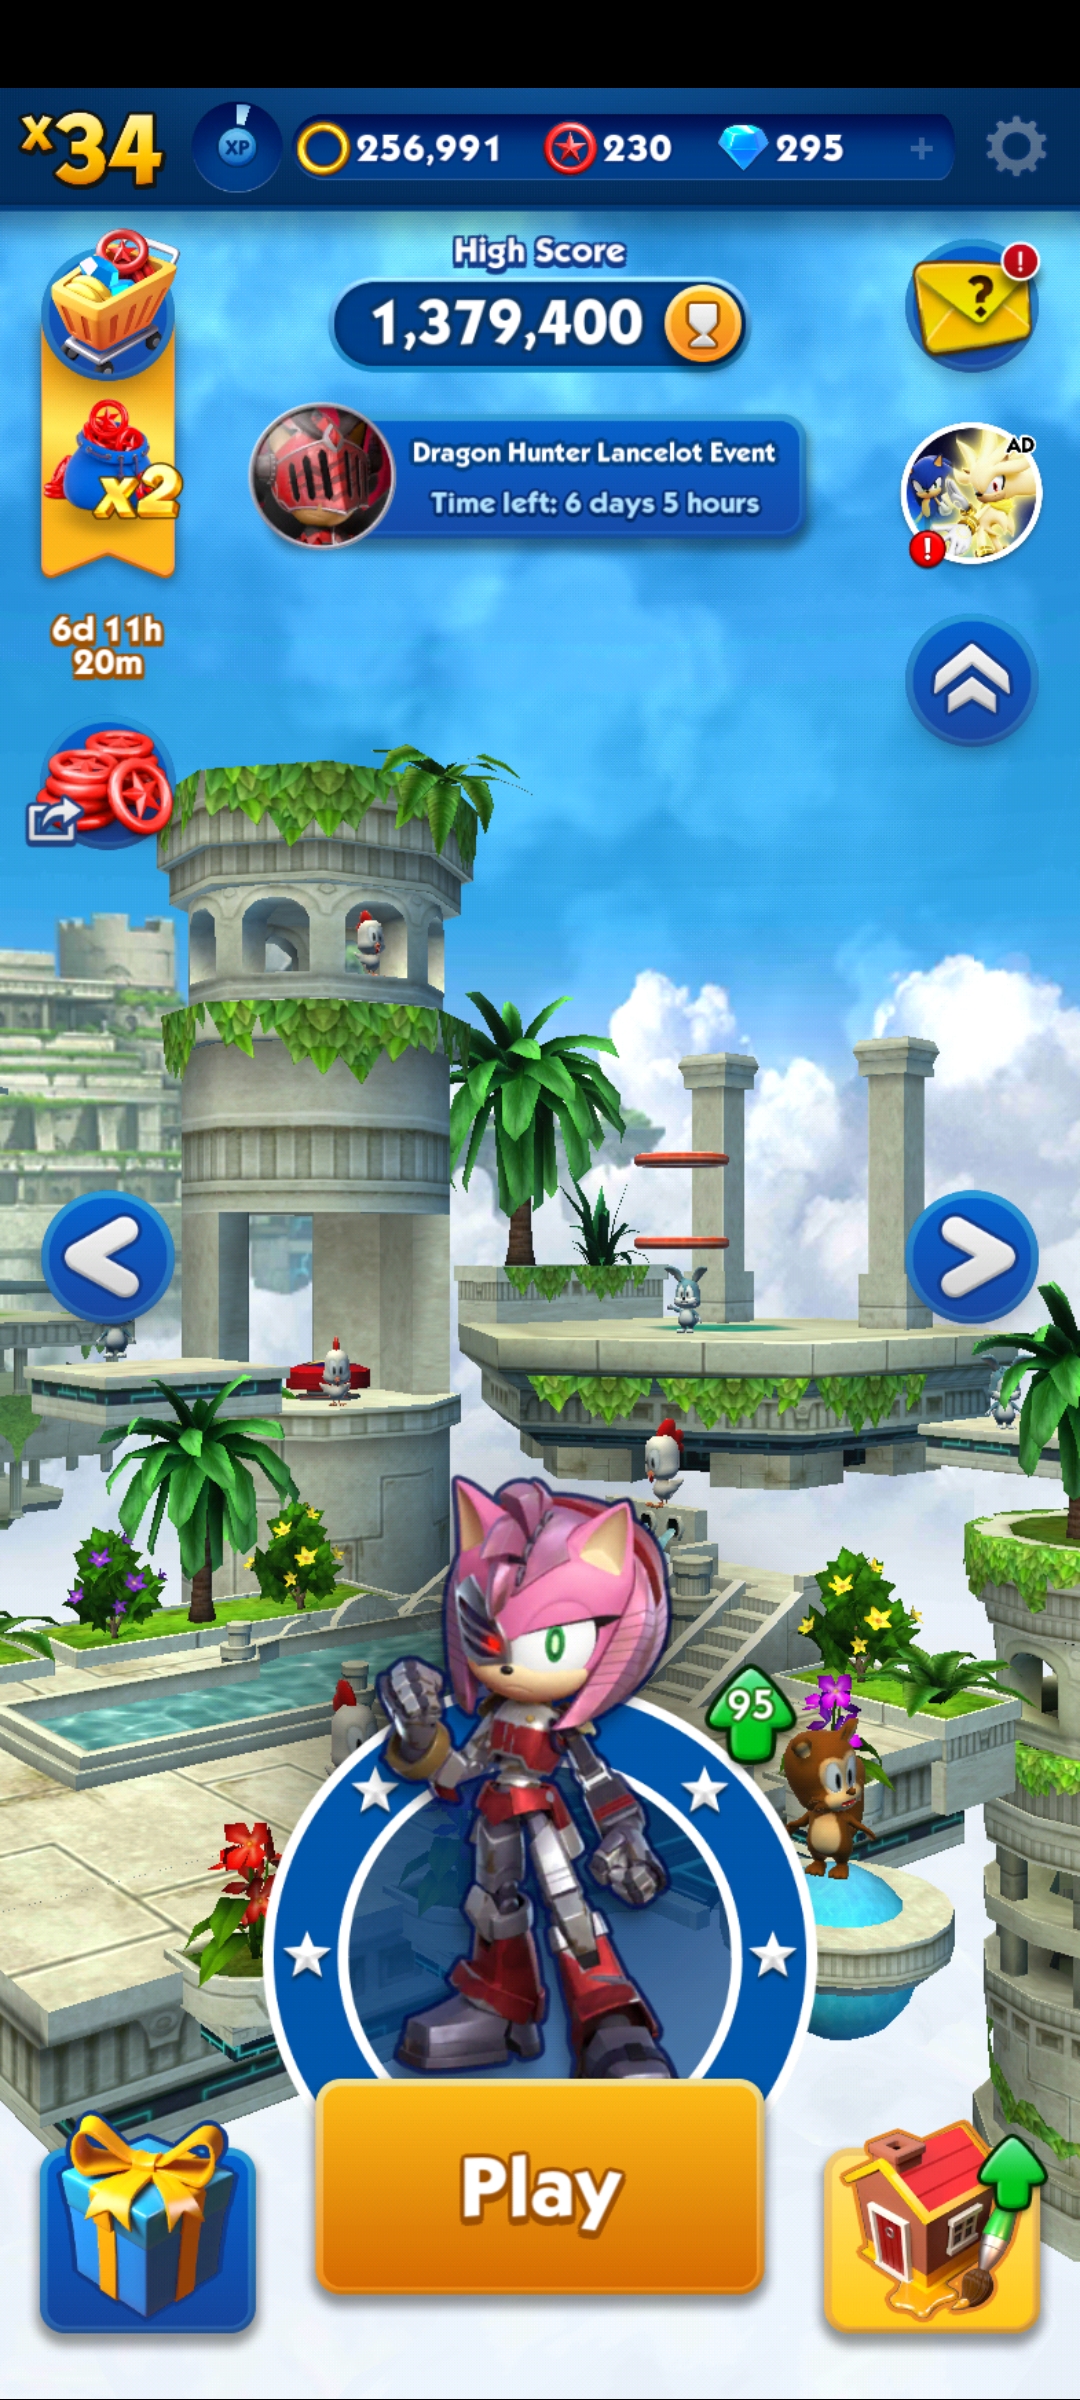 x34
XP
256,991
230
295
+
High Score
1,379,400
Dragon Hunter Lancelot Event
Time left: 6 days 5 hours
x2
6d 11h
20m
?
!
AD
!
95
Play